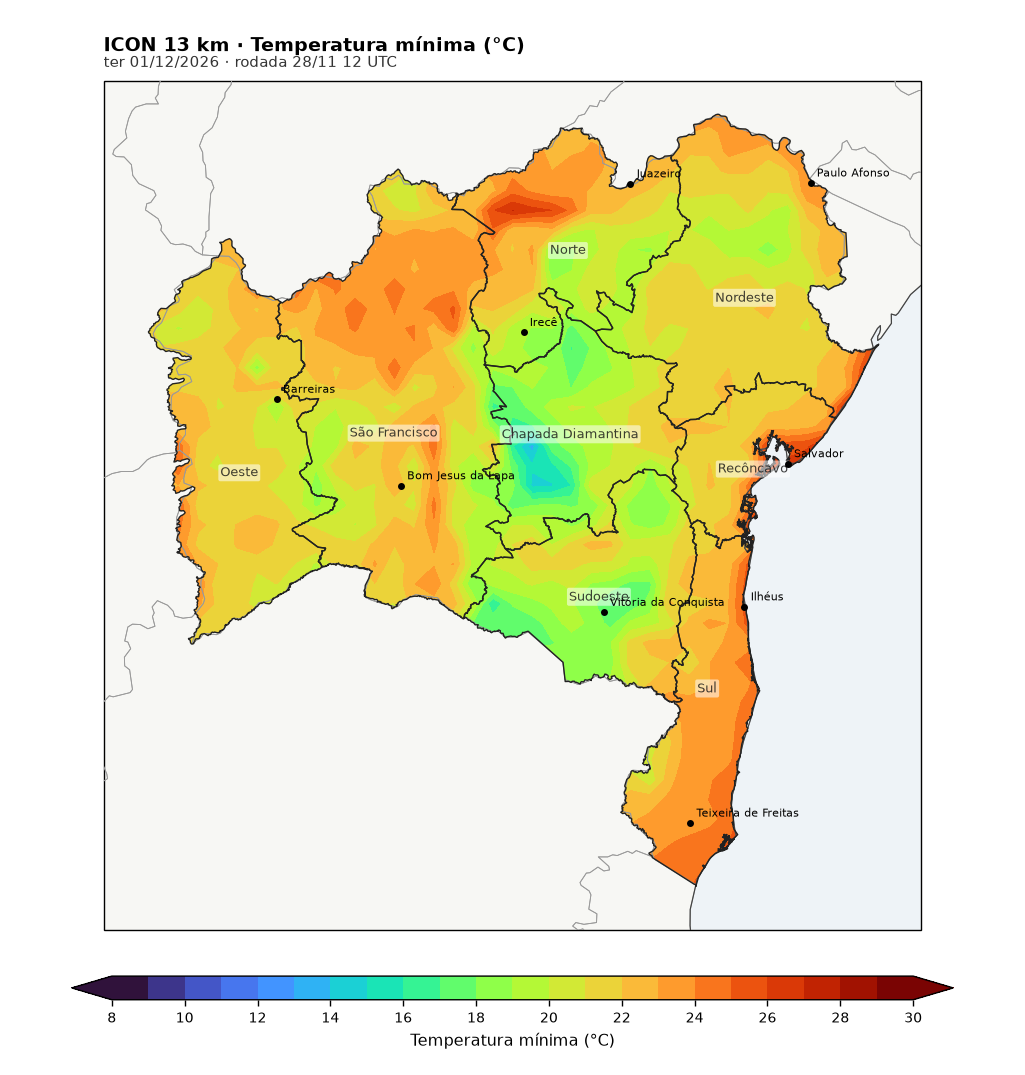 ICON 13 km · Temperatura mínima (°C)
ter 01/12/2026 · rodada 28/11 12 UTC
Juazeiro
Paulo Afonso
Norte
Nordeste
Irecê
Barreiras
São Francisco
Chapada Diamantina
Salvador
Oeste
Recôncavo
Bom Jesus da Lapa
Sudoeste
Ilhéus
Vitória da Conquista
Sul
Teixeira de Freitas
8 10 12 14 16 18 20 22 24 26 28 30
Temperatura mínima (°C)